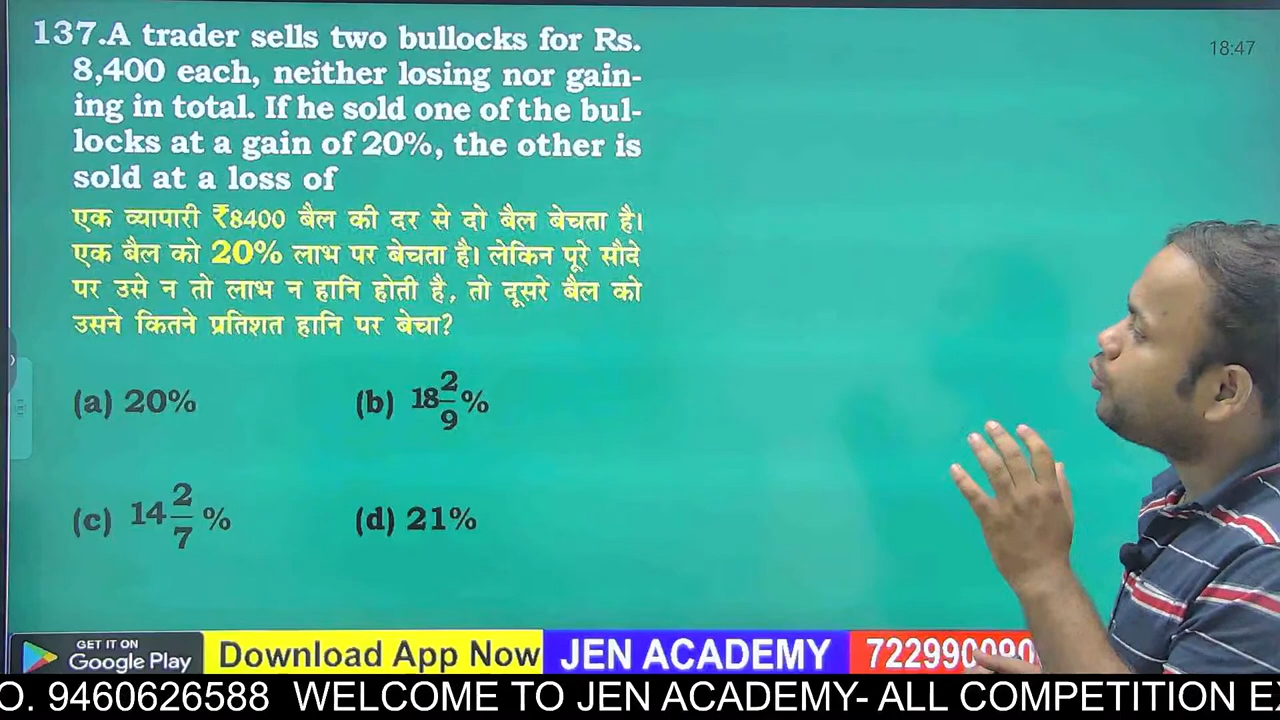 137.A trader sells two bullocks for Rs.
8,400 each, neither losing nor gain-
ing in total. If he sold one of the bul-
locks at a gain of 20%, the other is
sold at a loss of
एक व्यापारी ₹8400 बैल की दर से दो बैल बेचता है।
एक बैल को 20% लाभ पर बेचता है। लेकिन पूरे सौदे
पर उसे न तो लाभ न हानि होती है, तो दूसरे बैल को
उसने कितने प्रतिशत हानि पर बेचा?
(a) 20% (b) 18 2/9 %
(c) 14 2/7 % (d) 21%
18:47
GET IT ON
Google Play
Download App Now
JEN ACADEMY
O. 9460626588 WELCOME TO JEN ACADEMY- ALL COMPETITION